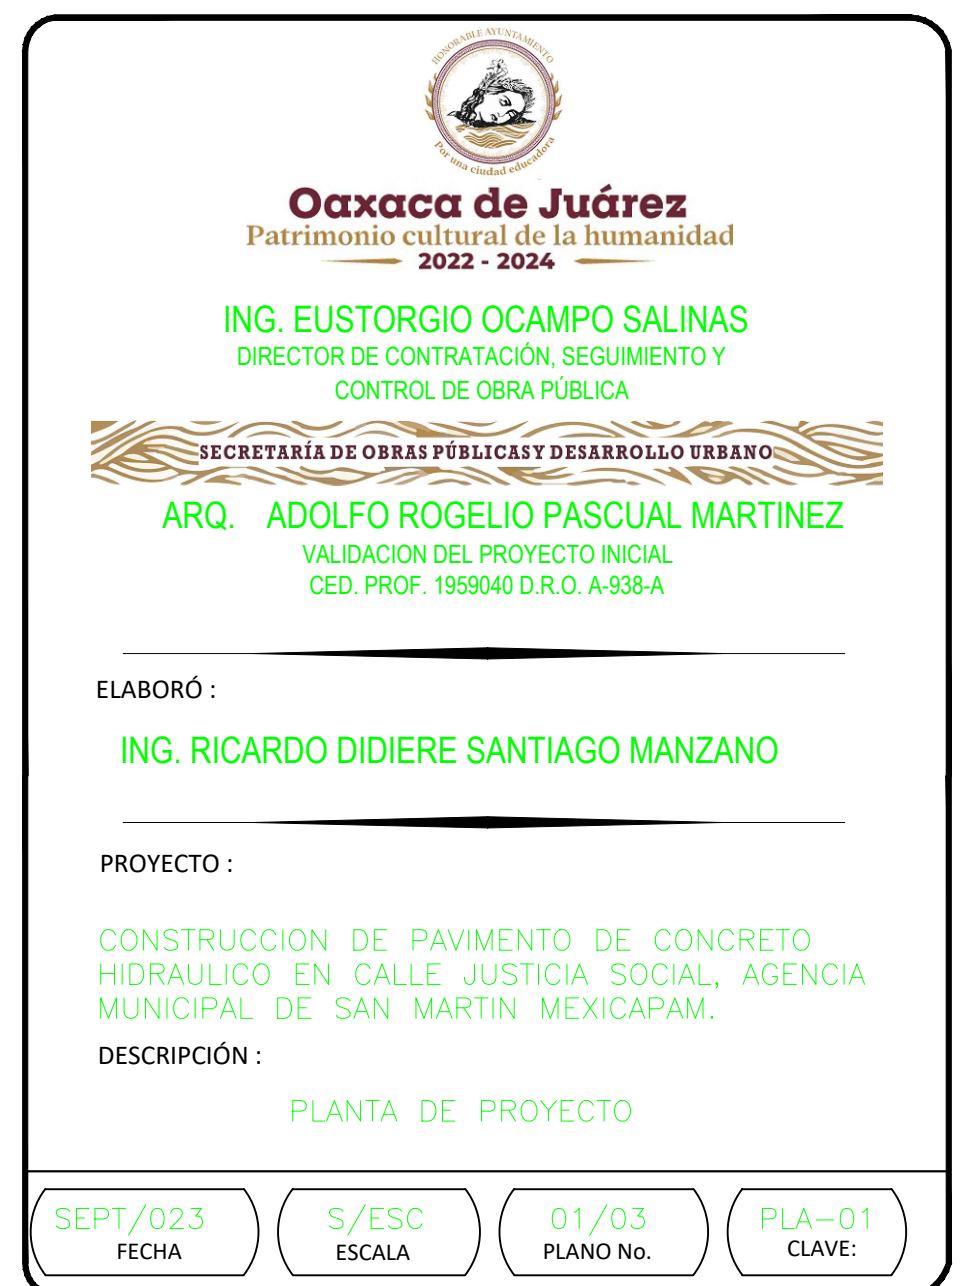 HONORABLE AYUNTAMIENTO
Por una ciudad educadora
Oaxaca de Juárez
Patrimonio cultural de la humanidad
2022 - 2024
ING. EUSTORGIO OCAMPO SALINAS
DIRECTOR DE CONTRATACIÓN, SEGUIMIENTO Y
CONTROL DE OBRA PÚBLICA
SECRETARÍA DE OBRAS PÚBLICAS Y DESARROLLO URBANO
ARQ. ADOLFO ROGELIO PASCUAL MARTINEZ
VALIDACION DEL PROYECTO INICIAL
CED. PROF. 1959040 D.R.O. A-938-A
ELABORÓ :
ING. RICARDO DIDIERE SANTIAGO MANZANO
PROYECTO :
CONSTRUCCION DE PAVIMENTO DE CONCRETO
HIDRAULICO EN CALLE JUSTICIA SOCIAL, AGENCIA
MUNICIPAL DE SAN MARTIN MEXICAPAM.
DESCRIPCIÓN :
PLANTA DE PROYECTO
SEPT/023 S/ESC 01/03 PLA-01
FECHA ESCALA PLANO No. CLAVE: